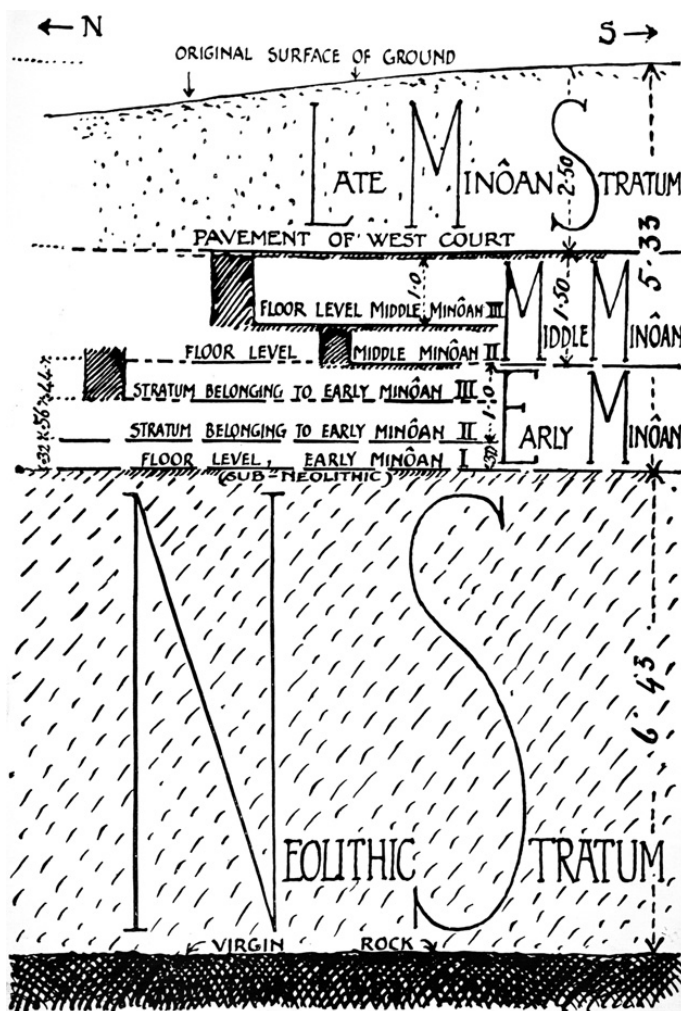 ← N
S →
ORIGINAL SURFACE OF GROUND
LATE MINÔAN STRATUM
2·50
PAVEMENT OF WEST COURT
5·33
1·0
FLOOR LEVEL MIDDLE MINÔAN III
MIDDLE MINÔAN
1·50
FLOOR LEVEL MIDDLE MINÔAN II
STRATUM BELONGING TO EARLY MINÔAN III
1·0
EARLY MINÔAN
STRATUM BELONGING TO EARLY MINÔAN II
FLOOR LEVEL, EARLY MINÔAN I
(SUB-NEOLITHIC)
·32
·56
·44
6·43
NEOLITHIC STRATUM
VIRGIN ROCK